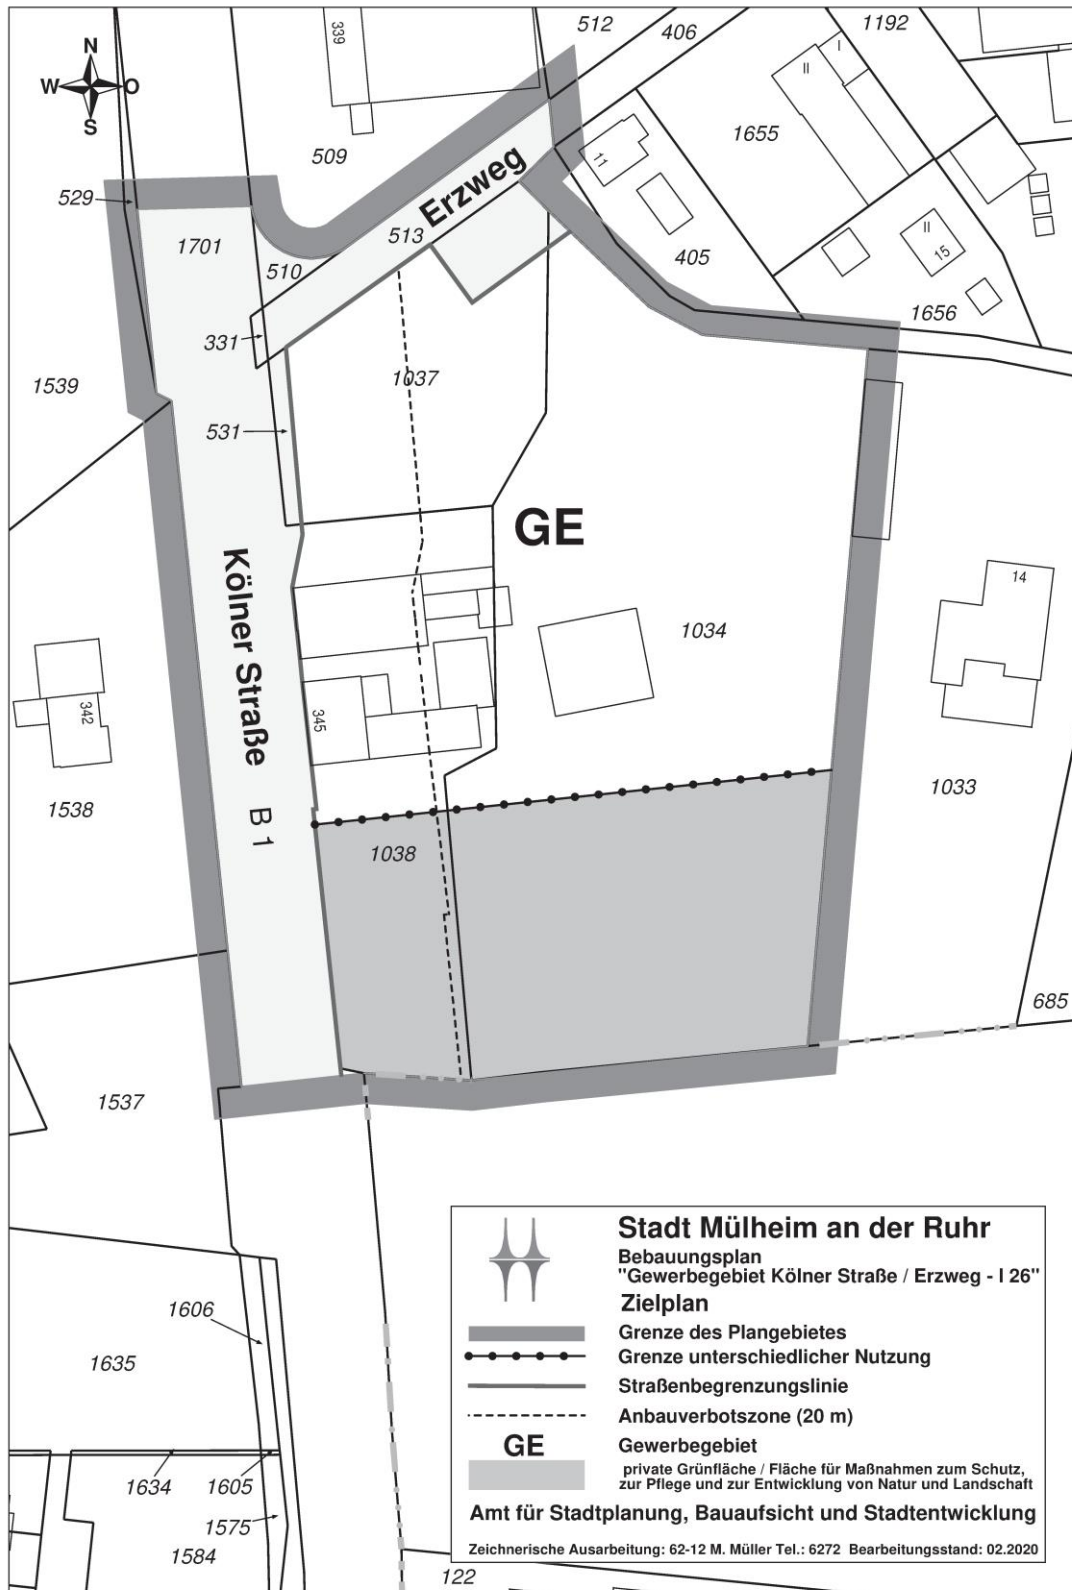 512
406
1192
339
N
W O
S
II
I
1655
509
11
Erzweg
529
513
1701
510
405
II
15
1656
331
1037
1539
531
GE
Kölner Straße B 1
14
1034
345
342
1033
1538
1038
685
1537
1606
1635
1634
1605
1575
1584
122
Stadt Mülheim an der Ruhr
Bebauungsplan
"Gewerbegebiet Kölner Straße / Erzweg - I 26"
Zielplan
Grenze des Plangebietes
Grenze unterschiedlicher Nutzung
Straßenbegrenzungslinie
Anbauverbotszone (20 m)
GE Gewerbegebiet
private Grünfläche / Fläche für Maßnahmen zum Schutz,
zur Pflege und zur Entwicklung von Natur und Landschaft
Amt für Stadtplanung, Bauaufsicht und Stadtentwicklung
Zeichnerische Ausarbeitung: 62-12 M. Müller Tel.: 6272 Bearbeitungsstand: 02.2020